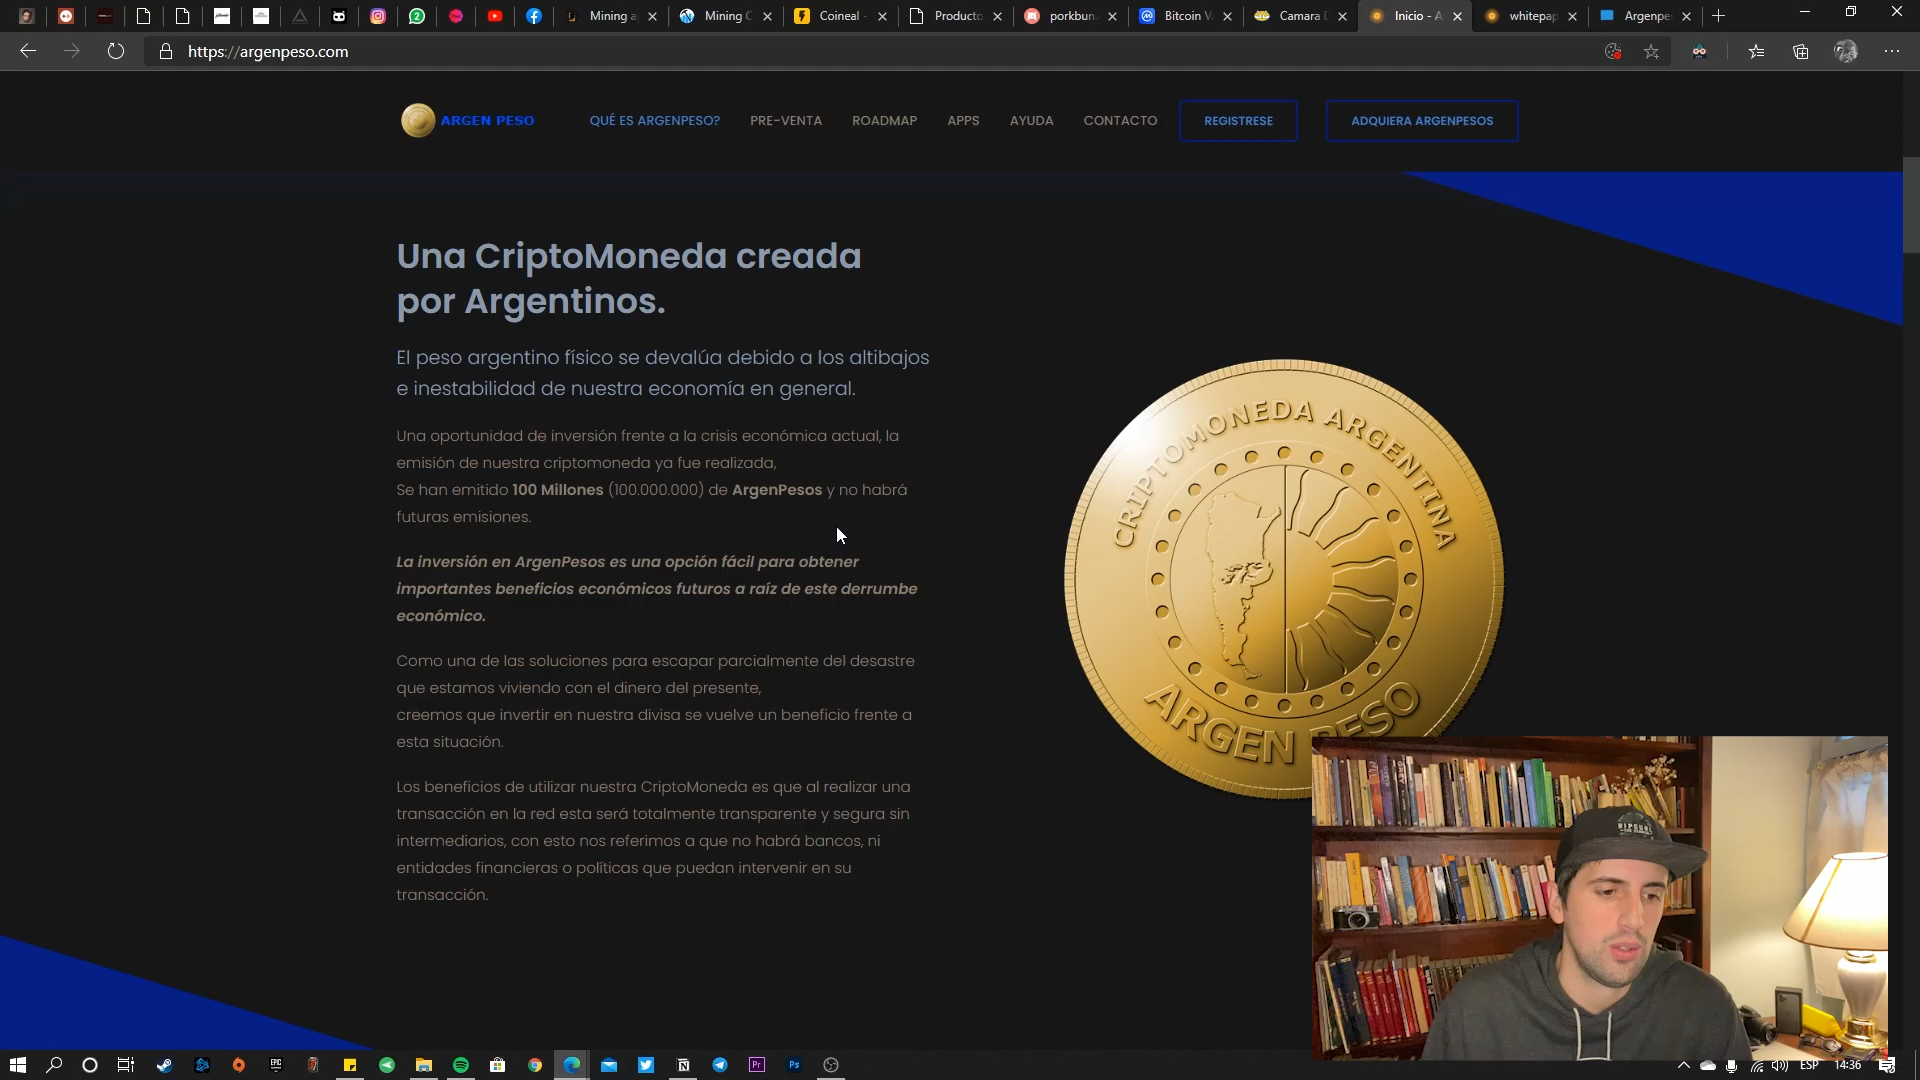 Mining a
Mining C
Coineal -
Producto
porkbun.
Bitcoin V
Camara D
Inicio - A
whitepap
Argenpe
https://argenpeso.com
ARGEN PESO
QUÉ ES ARGENPESO?
PRE-VENTA
ROADMAP
APPS
AYUDA
CONTACTO
REGISTRESE
ADQUIERA ARGENPESOS
Una CriptoMoneda creada
por Argentinos.
El peso argentino físico se devalúa debido a los altibajos
e inestabilidad de nuestra economía en general.
Una oportunidad de inversión frente a la crisis económica actual, la
emisión de nuestra criptomoneda ya fue realizada,
Se han emitido 100 Millones (100.000.000) de ArgenPesos y no habrá
futuras emisiones.
La inversión en ArgenPesos es una opción fácil para obtener
importantes beneficios económicos futuros a raíz de este derrumbe
económico.
Como una de las soluciones para escapar parcialmente del desastre
que estamos viviendo con el dinero del presente,
creemos que invertir en nuestra divisa se vuelve un beneficio frente a
esta situación.
Los beneficios de utilizar nuestra CriptoMoneda es que al realizar una
transacción en la red esta será totalmente transparente y segura sin
intermediarios, con esto nos referimos a que no habrá bancos, ni
entidades financieras o políticas que puedan intervenir en su
transacción.
CRIPTOMONEDA ARGENTINA
ARGEN PESO
RIPCURL
ESP
14:36